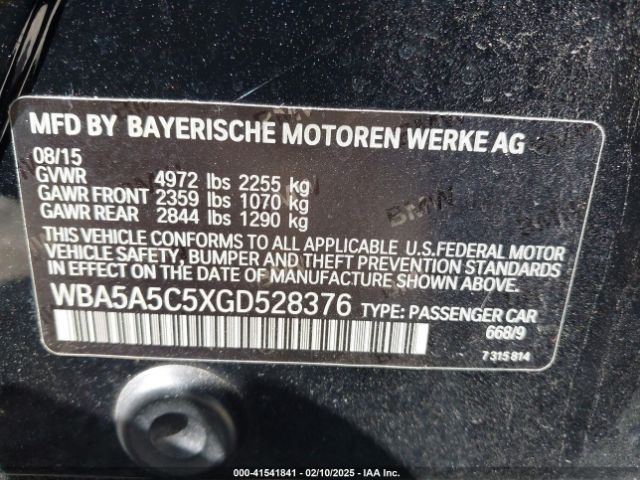 MFD BY BAYERISCHE MOTOREN WERKE AG
08/15
GVWR 4972 lbs 2255 kg
GAWR FRONT 2359 lbs 1070 kg
GAWR REAR 2844 lbs 1290 kg
THIS VEHICLE CONFORMS TO ALL APPLICABLE U.S.FEDERAL MOTOR
VEHICLE SAFETY, BUMPER AND THEFT PREVENTION STANDARDS
IN EFFECT ON THE DATE OF MANUFACTURE SHOWN ABOVE.
WBA5A5C5XGD528376 TYPE: PASSENGER CAR
668/9
7 315 814
BMW
000-41541841 - 02/10/2025 - IAA Inc.